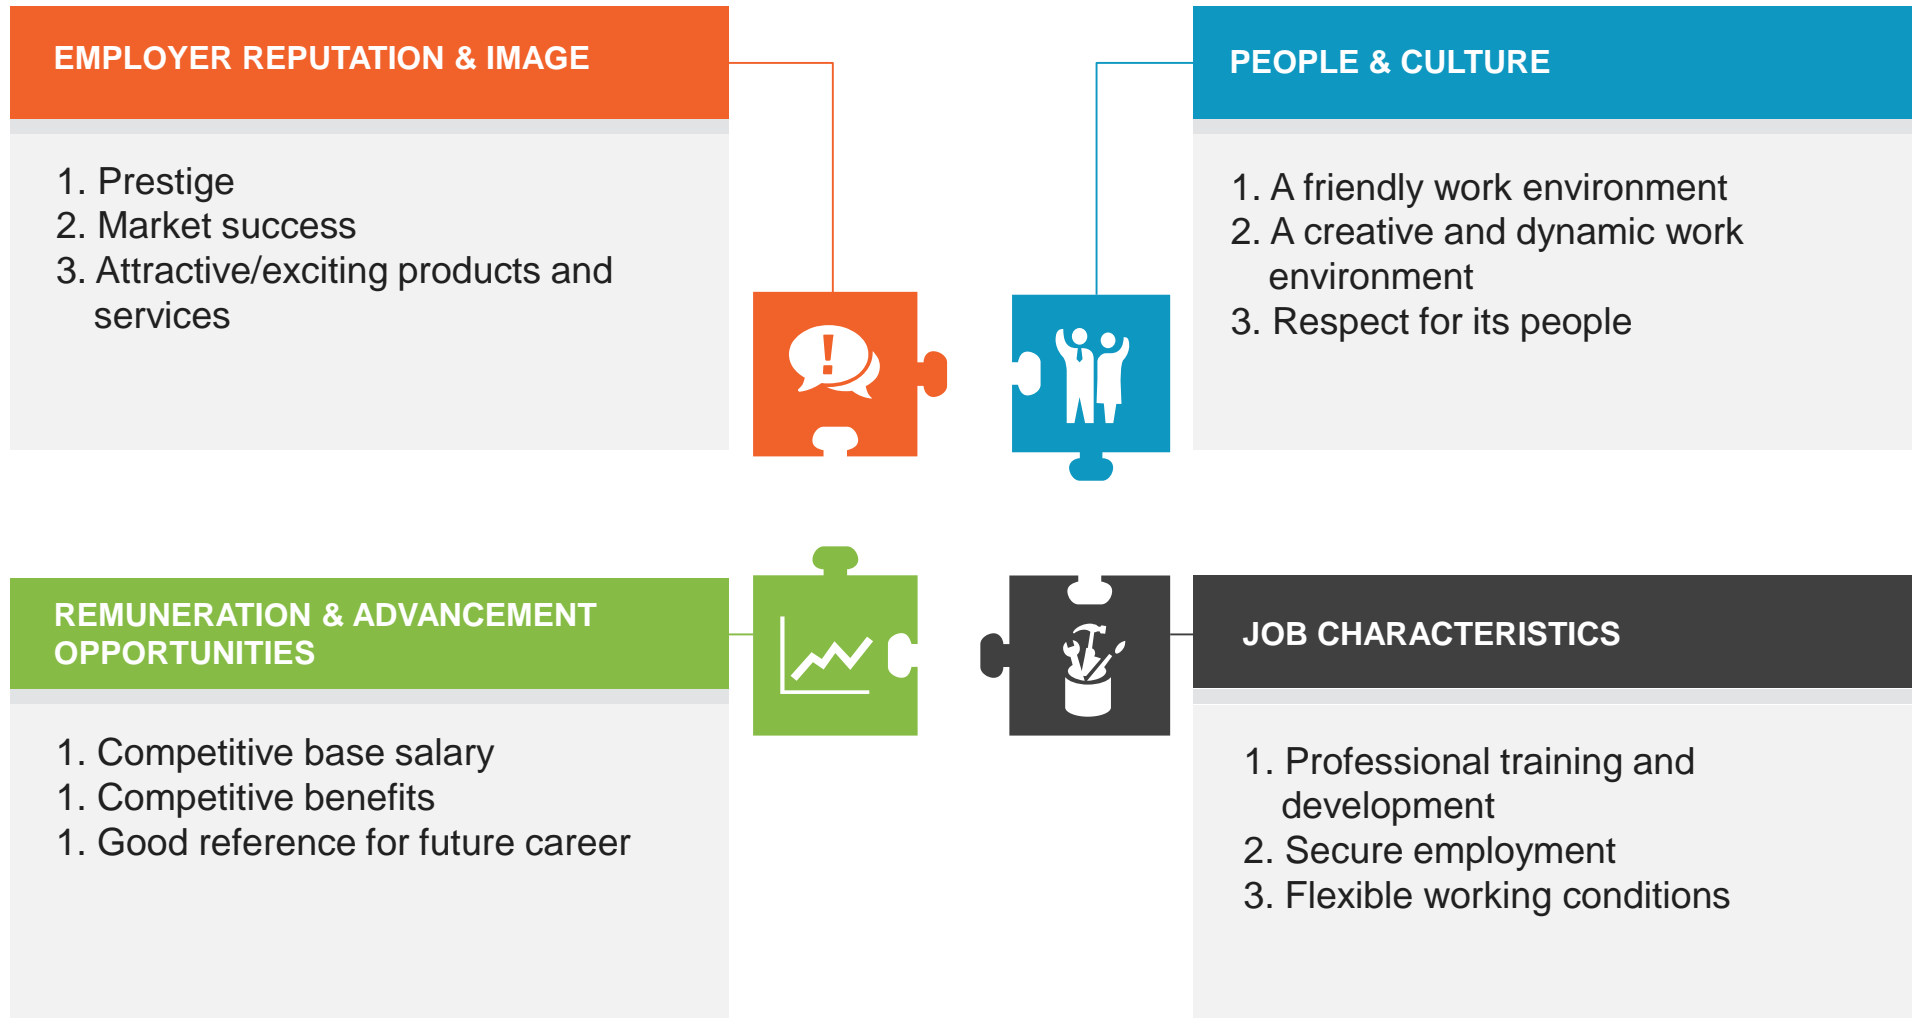 EMPLOYER REPUTATION & IMAGE
1. Prestige
2. Market success
3. Attractive/exciting products and
services
PEOPLE & CULTURE
1. A friendly work environment
2. A creative and dynamic work
environment
3. Respect for its people
!
REMUNERATION & ADVANCEMENT
OPPORTUNITIES
1. Competitive base salary
1. Competitive benefits
1. Good reference for future career
JOB CHARACTERISTICS
1. Professional training and
development
2. Secure employment
3. Flexible working conditions